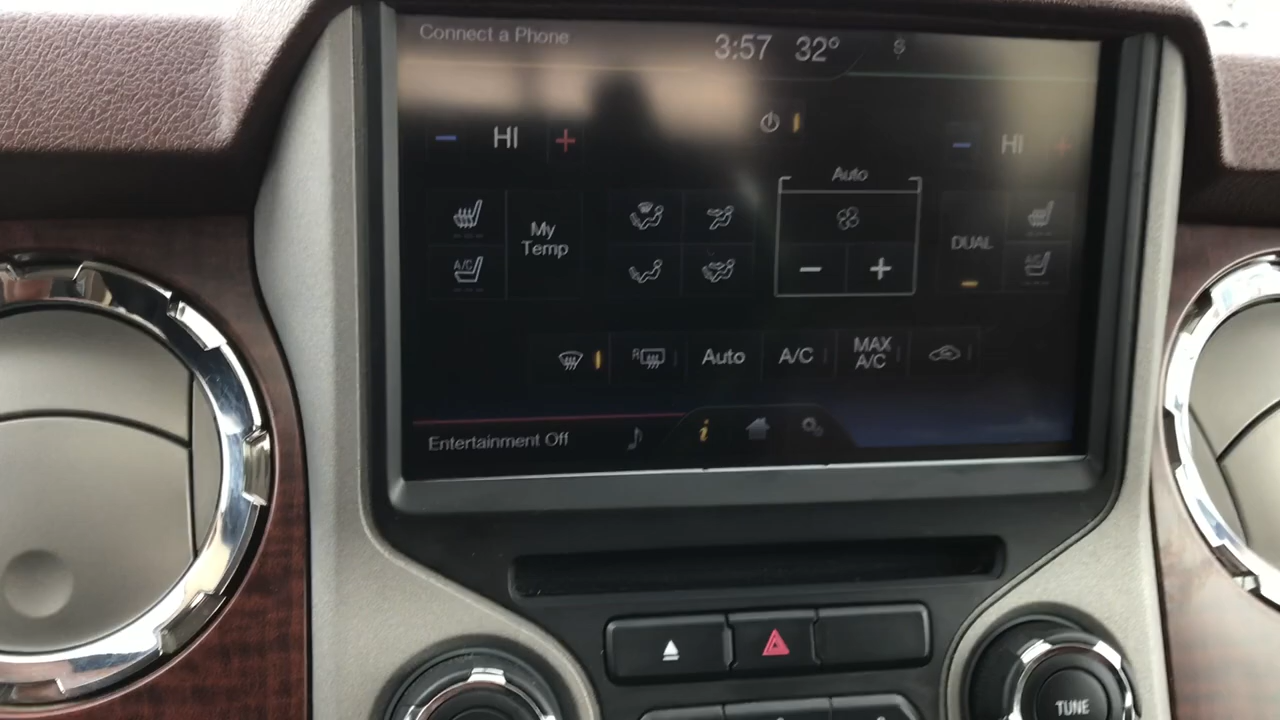 Connect a Phone
3:57 32°
HI
HI
Auto
My
Temp
A/C
DUAL
A/C
R
Auto
A/C
MAX
A/C
Entertainment Off
i
TUNE